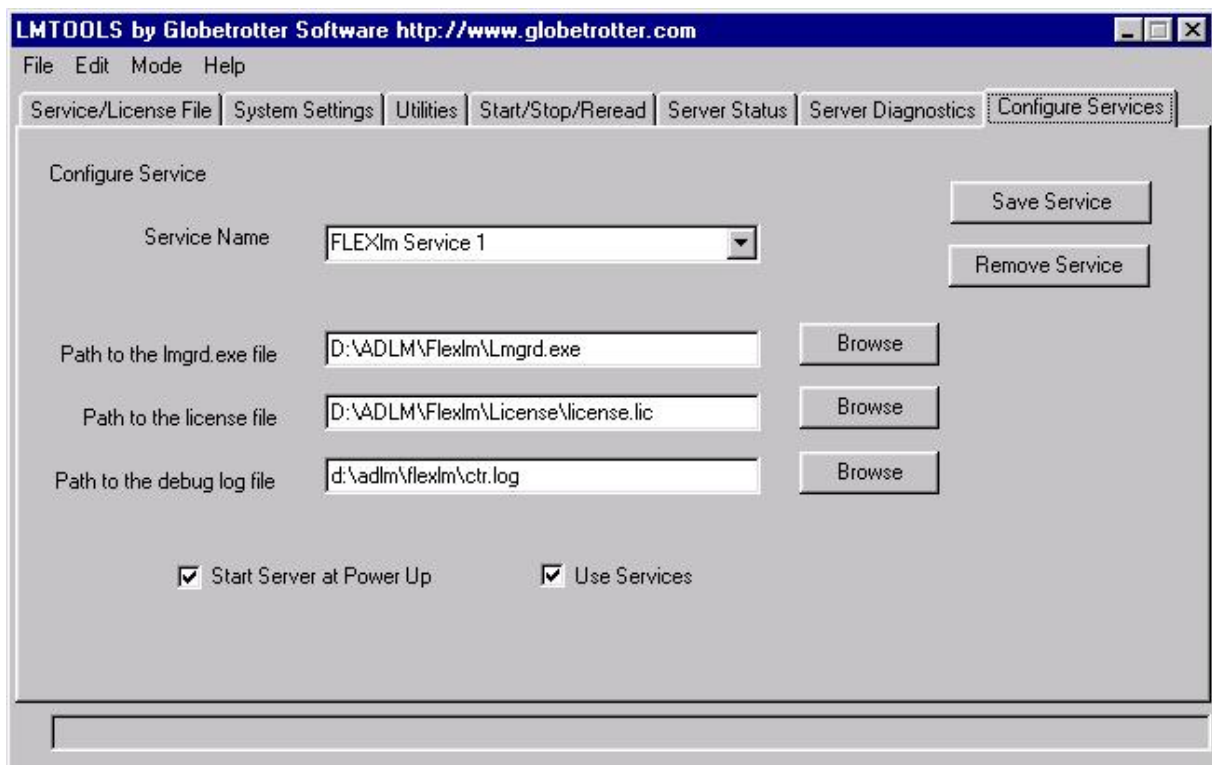 LMTOOLS by Globetrotter Software http://www.globetrotter.com
File Edit Mode Help
Service/License File System Settings Utilities Start/Stop/Reread Server Status Server Diagnostics Configure Services
Configure Service
Save Service
Service Name FLEXlm Service 1
Remove Service
Path to the lmgrd.exe file D:\ADLM\Flexlm\Lmgrd.exe Browse
Path to the license file D:\ADLM\Flexlm\License\license.lic Browse
Path to the debug log file d:\adlm\flexlm\ctr.log Browse
Start Server at Power Up Use Services